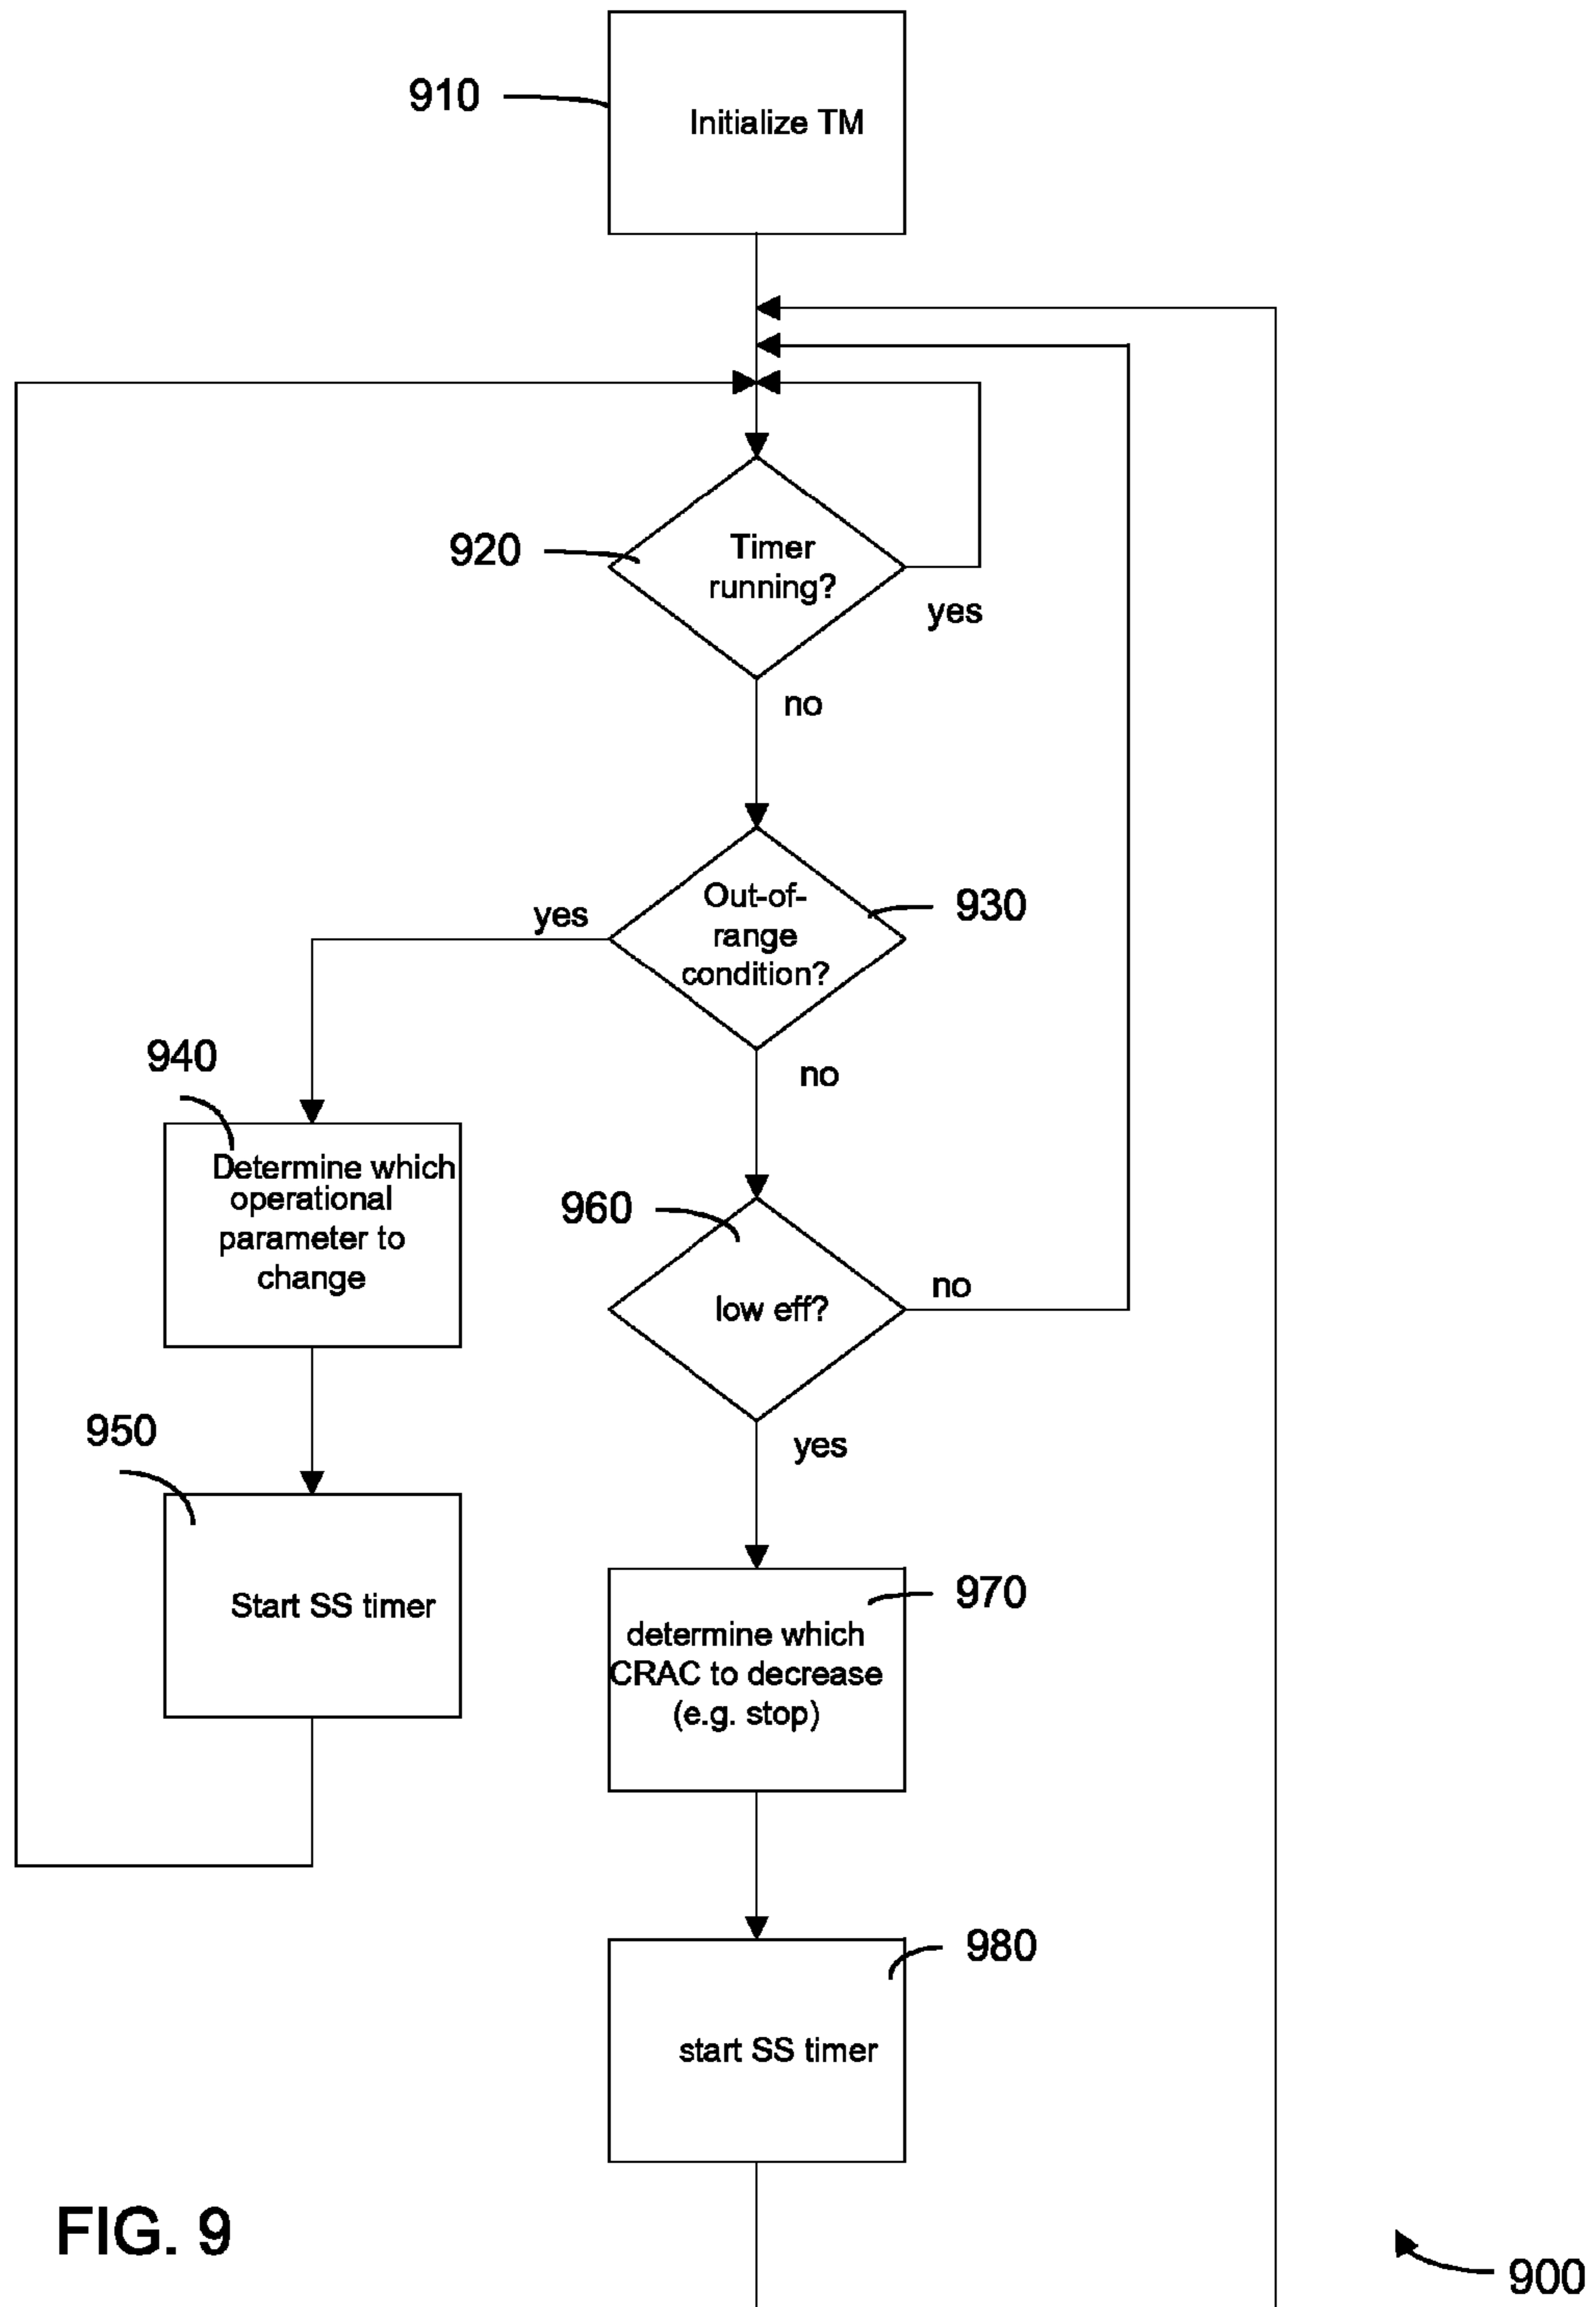 910
Initialize TM
920
Timer
running?
yes
no
Out-of-
range
condition?
930
yes
no
940
Determine which
operational
parameter to
change
960
low eff?
no
yes
950
Start SS timer
970
determine which
CRAC to decrease
(e.g. stop)
980
start SS timer
FIG. 9
900